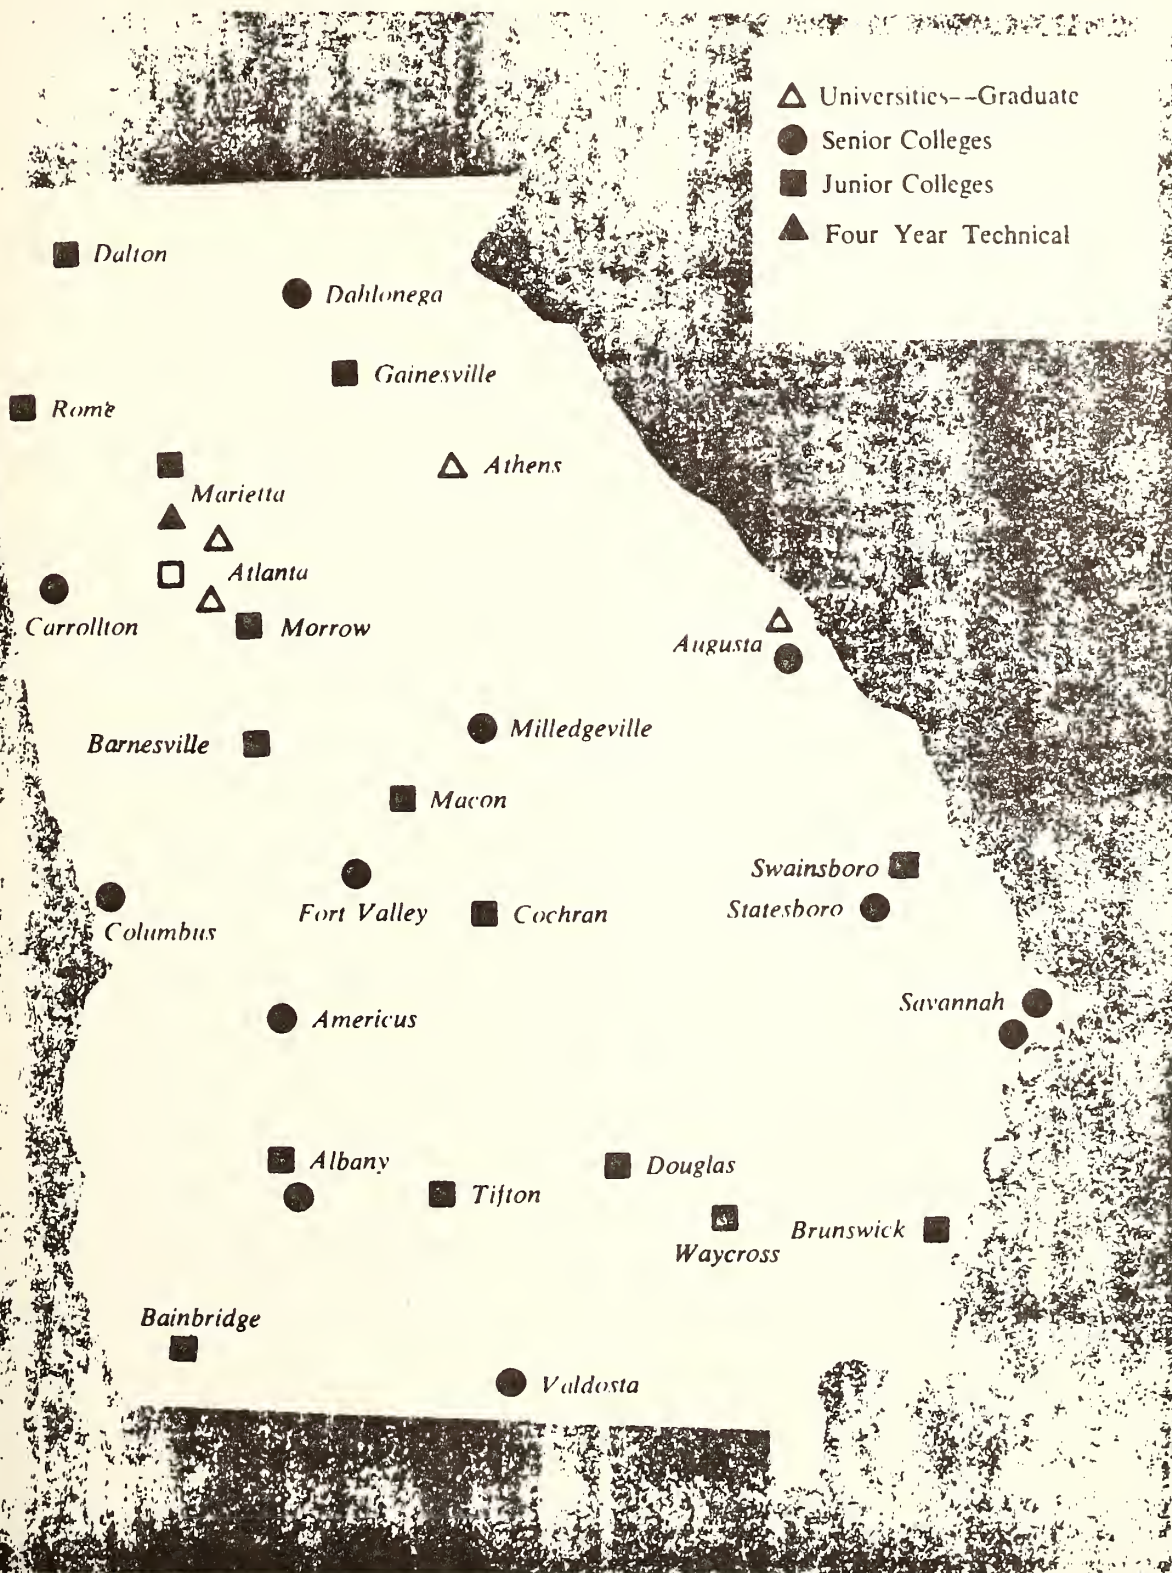 Universities--Graduate
Senior Colleges
Junior Colleges
Four Year Technical
Dalton
Dahlonega
Gainesville
Rome
Athens
Marietta
Atlanta
Carrollton
Morrow
Augusta
Milledgeville
Barnesville
Macon
Swainsboro
Fort Valley
Cochran
Statesboro
Columbus
Savannah
Americus
Albany
Douglas
Tifton
Brunswick
Waycross
Bainbridge
Valdosta